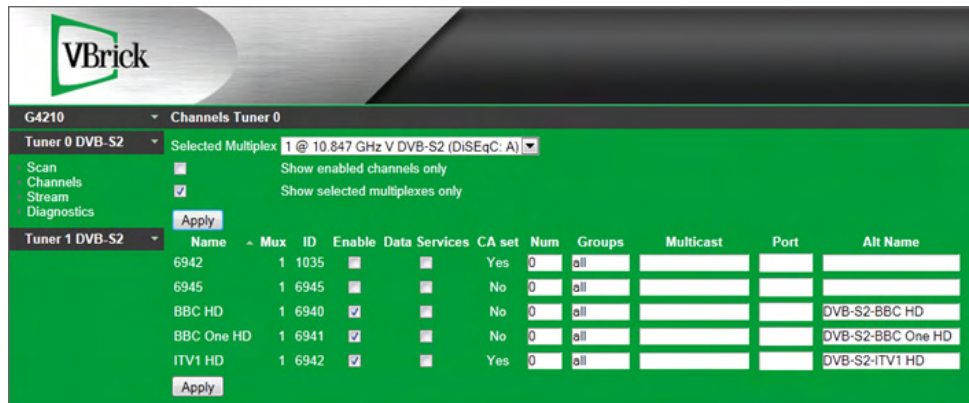 VBrick
G4210
Channels Tuner 0
Tuner 0 DVB-S2
Selected Multiplex 1 @ 10.847 GHz V DVB-S2 (DiSEqC: A)
Scan
Channels
Stream
Diagnostics
Show enabled channels only
Show selected multiplexes only
Apply
Tuner 1 DVB-S2
Name Mux ID Enable Data Services CA set Num Groups Multicast Port Alt Name
6942 1 1035 Yes 0 all
6945 1 6945 No 0 all
BBC HD 1 6940 No 0 all DVB-S2-BBC HD
BBC One HD 1 6941 No 0 all DVB-S2-BBC One HD
ITV1 HD 1 6942 Yes 0 all DVB-S2-ITV1 HD
Apply